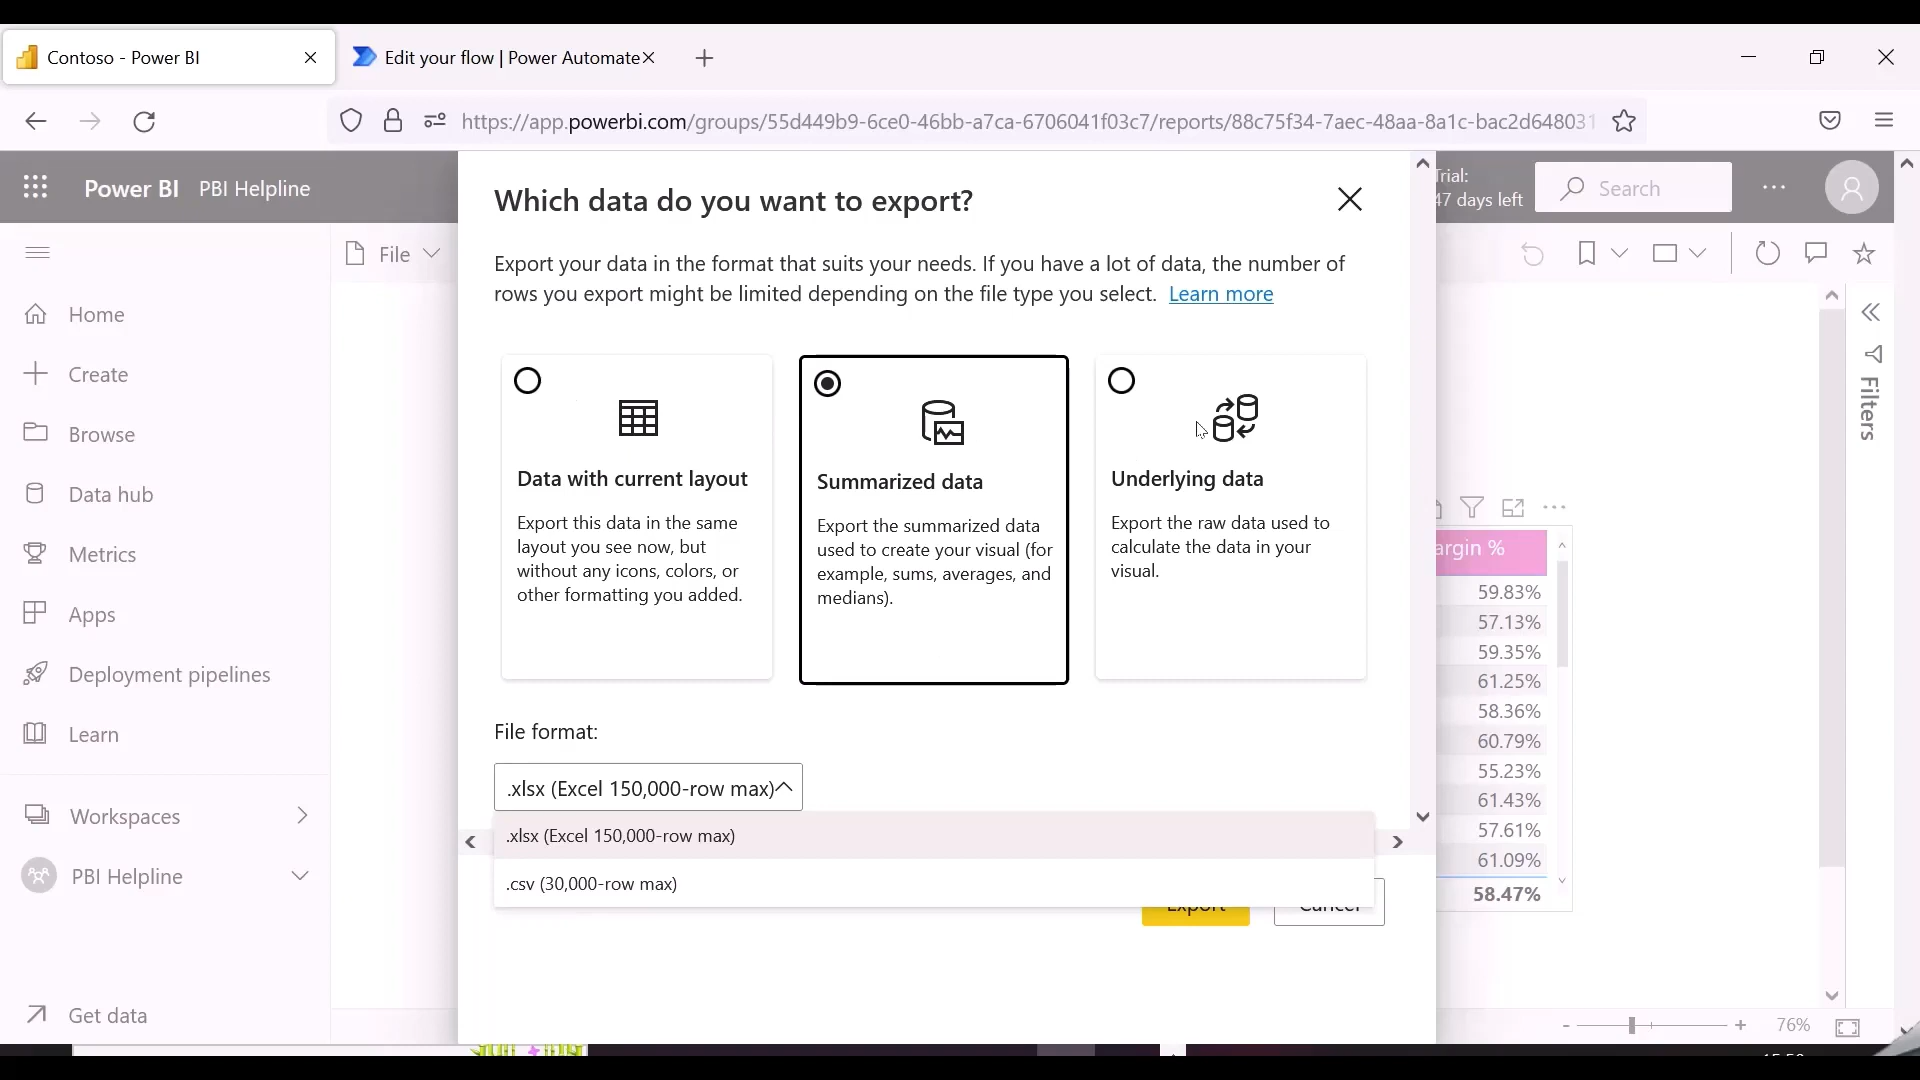 Contoso - Power BI
Edit your flow | Power Automate
https://app.powerbi.com/groups/55d449b9-6ce0-46bb-a7ca-6706041f03c7/reports/88c75f34-7aec-48aa-8a1c-bac2d648031
Power BI PBI Helpline
Trial:
47 days left
Search
File
Home
Create
Browse
Data hub
Metrics
Apps
Deployment pipelines
Learn
Workspaces
PBI Helpline
Get data
Which data do you want to export?
Export your data in the format that suits your needs. If you have a lot of data, the number of
rows you export might be limited depending on the file type you select. Learn more
Data with current layout
Export this data in the same
layout you see now, but
without any icons, colors, or
other formatting you added.
Summarized data
Export the summarized data
used to create your visual (for
example, sums, averages, and
medians).
Underlying data
Export the raw data used to
calculate the data in your
visual.
File format:
.xlsx (Excel 150,000-row max)
.xlsx (Excel 150,000-row max)
.csv (30,000-row max)
Export
Cancel
Filters
argin %
59.83%
57.13%
59.35%
61.25%
58.36%
60.79%
55.23%
61.43%
57.61%
61.09%
58.47%
- + 76%